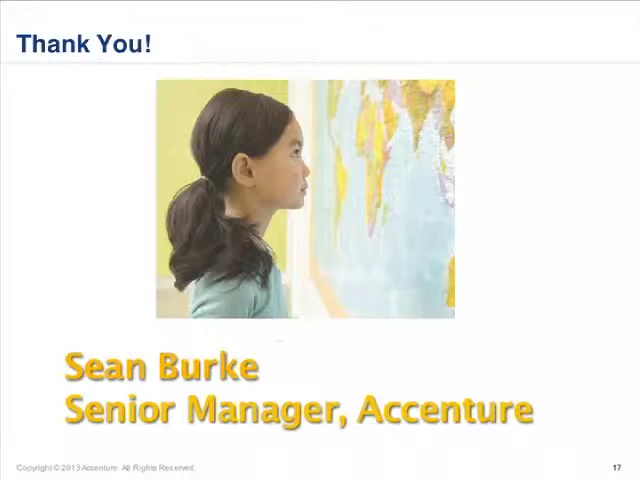 Thank You!
Sean Burke
Senior Manager, Accenture
Copyright © 2013 Accenture All Rights Reserved.
17